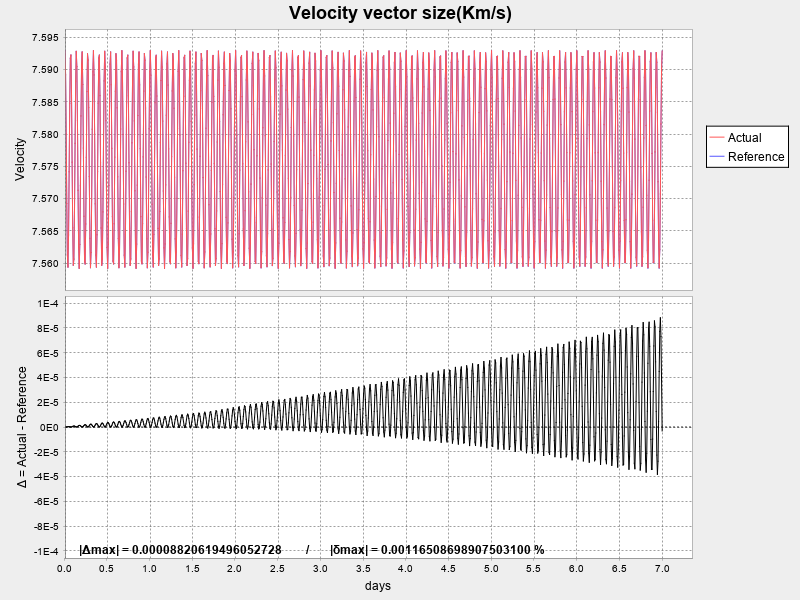 Velocity vector size(Km/s)
7.595
7.590
7.585
7.580
7.575
7.570
7.565
7.560
Velocity
Actual
Reference
1E-4
8E-5
6E-5
4E-5
2E-5
0E0
-2E-5
-4E-5
-6E-5
-8E-5
-1E-4
Δ = Actual - Reference
|Δmax| = 0.00008820619496052728 / |δmax| = 0.00116508698907503100 %
0.0 0.5 1.0 1.5 2.0 2.5 3.0 3.5 4.0 4.5 5.0 5.5 6.0 6.5 7.0
days